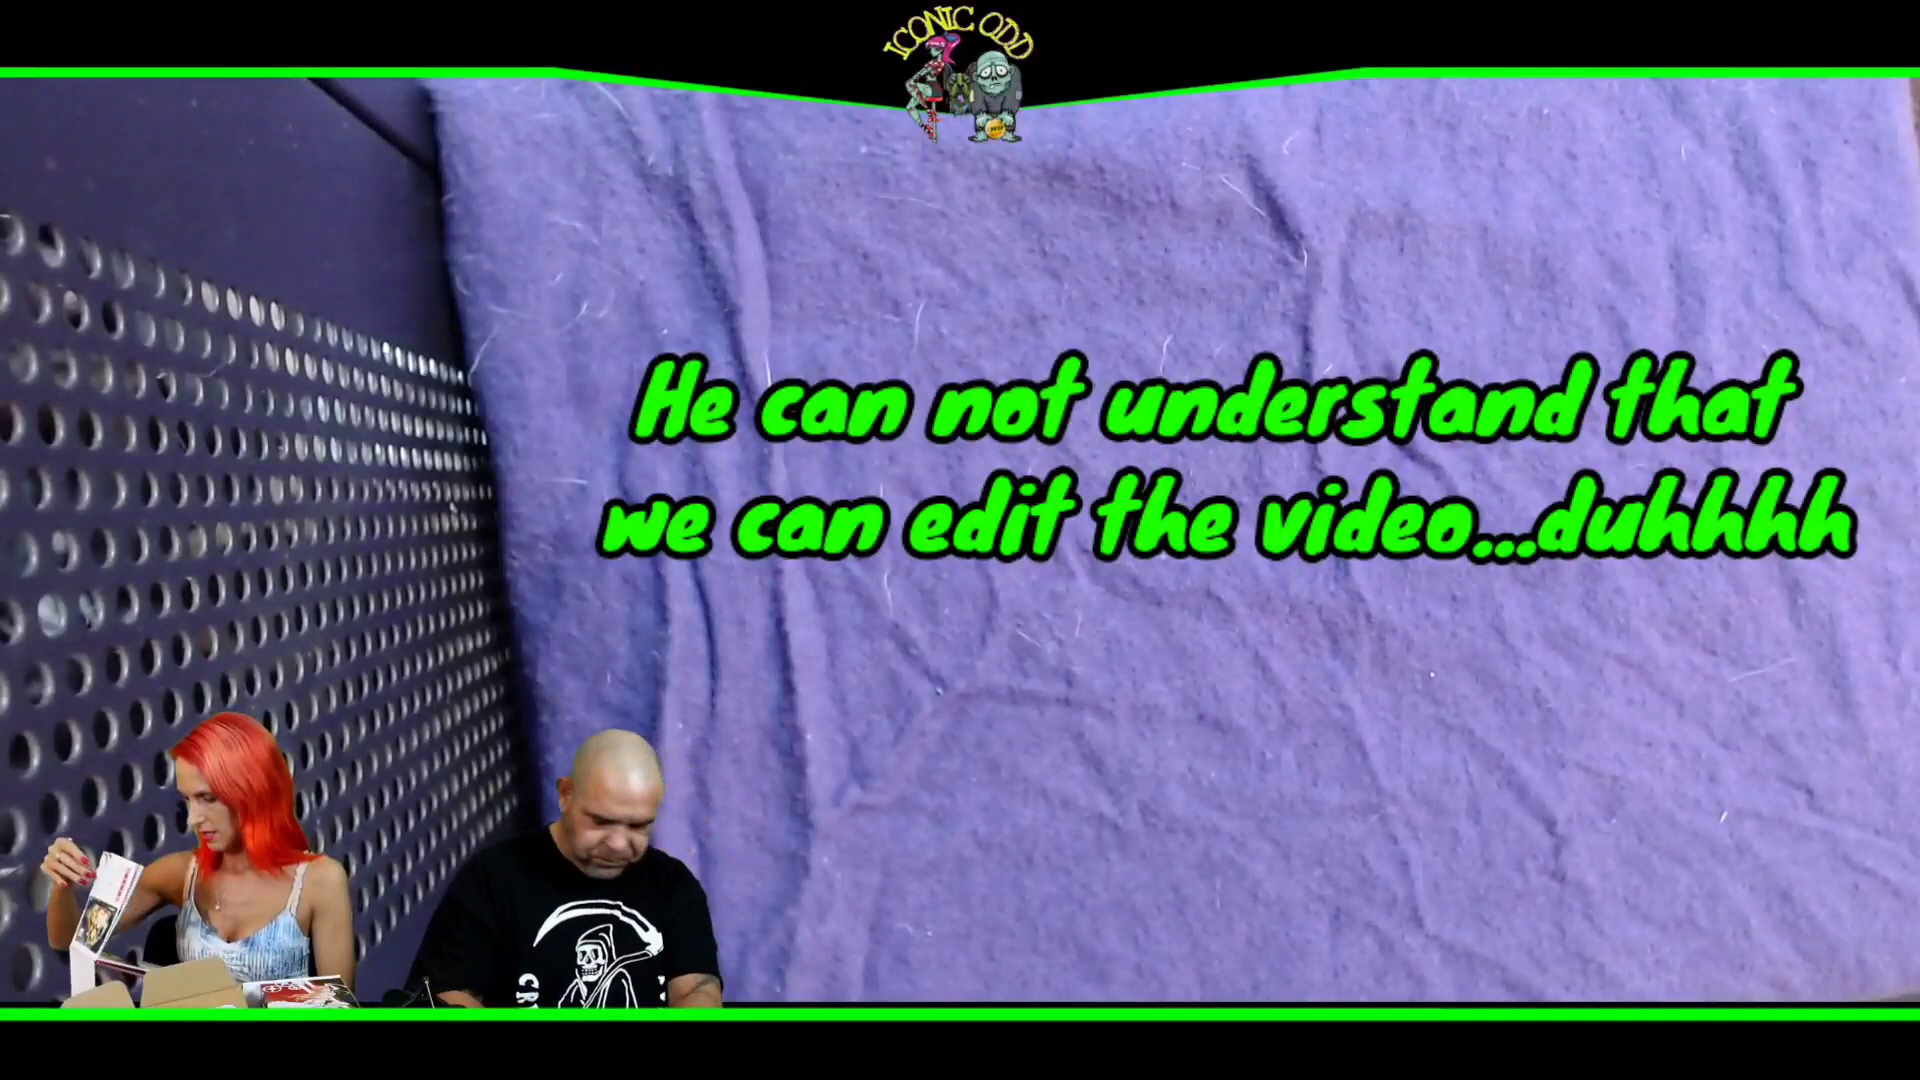 ICONIC ODD
He can not understand that
we can edit the video...duhhhh